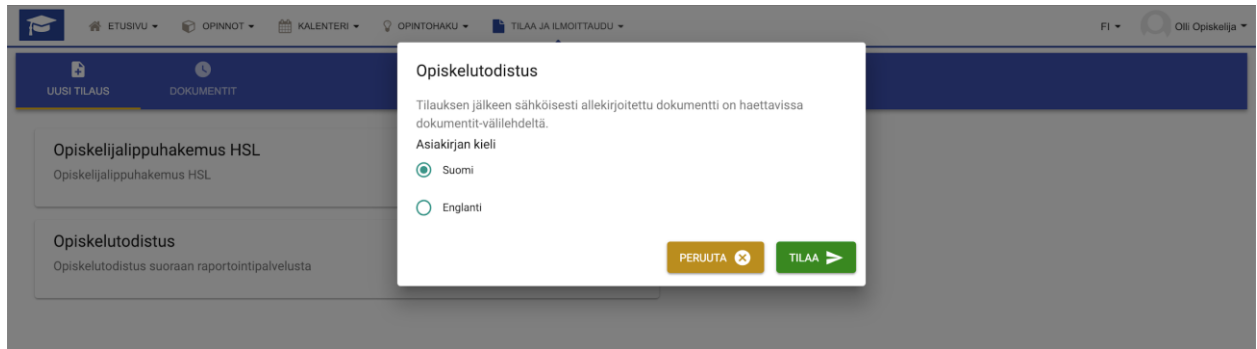 ETUSIVU OPINNOT KALENTERI OPINTOHAKU TILAA JA ILMOITTAUDU FI Olli Opiskelija
UUSI TILAUS DOKUMENTIT
Opiskelutodistus
Tilauksen jälkeen sähköisesti allekirjoitettu dokumentti on haettavissa
dokumentit-välilehdeltä.
Asiakirjan kieli
Suomi
Englanti
PERUUTA TILAA
Opiskelijalippuhakemus HSL
Opiskelijalippuhakemus HSL
Opiskelutodistus
Opiskelutodistus suoraan raportointipalvelusta